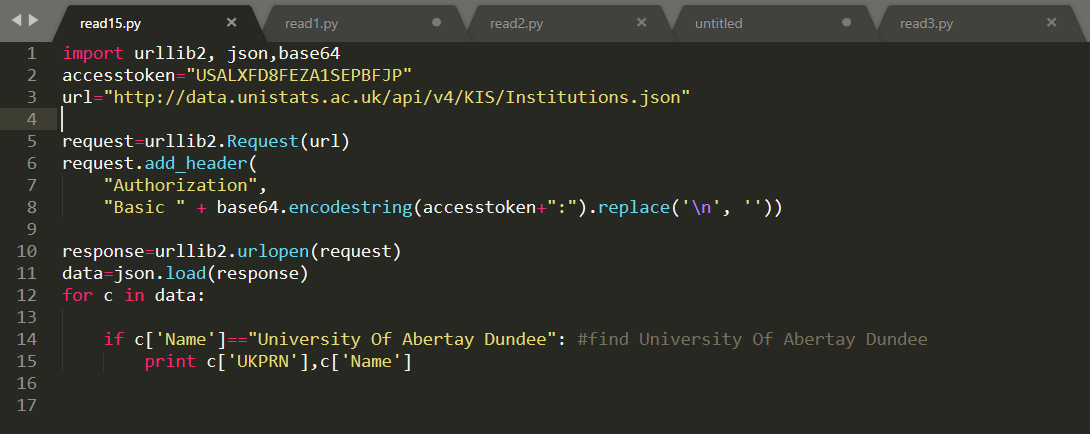 read15.py × read1.py read2.py × untitled read3.py ×
1 import urllib2, json,base64
2 accesstoken="USALXFD8FEZA1SEPBFJP"
3 url="http://data.unistats.ac.uk/api/v4/KIS/Institutions.json"
4
5 request=urllib2.Request(url)
6 request.add_header(
7     "Authorization",
8     "Basic " + base64.encodestring(accesstoken+":").replace('\n', ''))
9
10 response=urllib2.urlopen(request)
11 data=json.load(response)
12 for c in data:
13
14     if c['Name']=="University Of Abertay Dundee": #find University Of Abertay Dundee
15         print c['UKPRN'],c['Name']
16
17